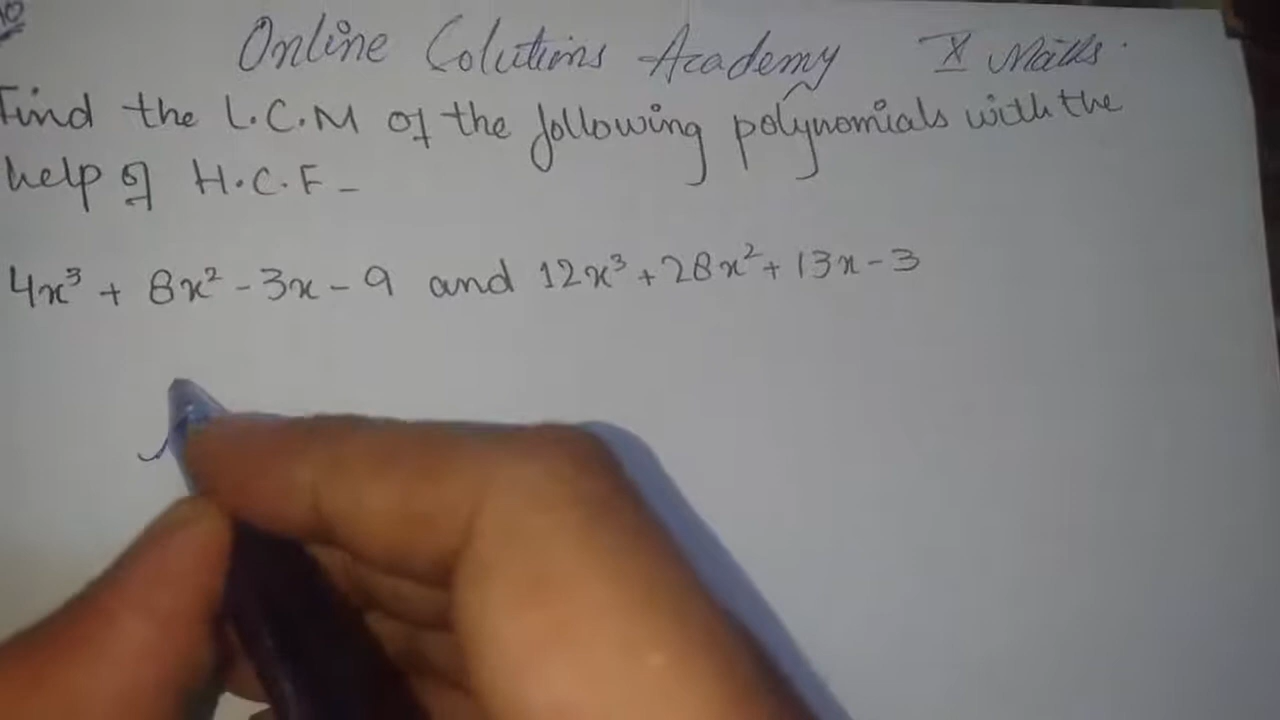 10
Online Solutions Academy X Maths.
Find the L.C.M of the following polynomials with the
help of H.C.F -
4x³ + 8x² - 3x - 9 and 12x³ + 28x² + 13x - 3